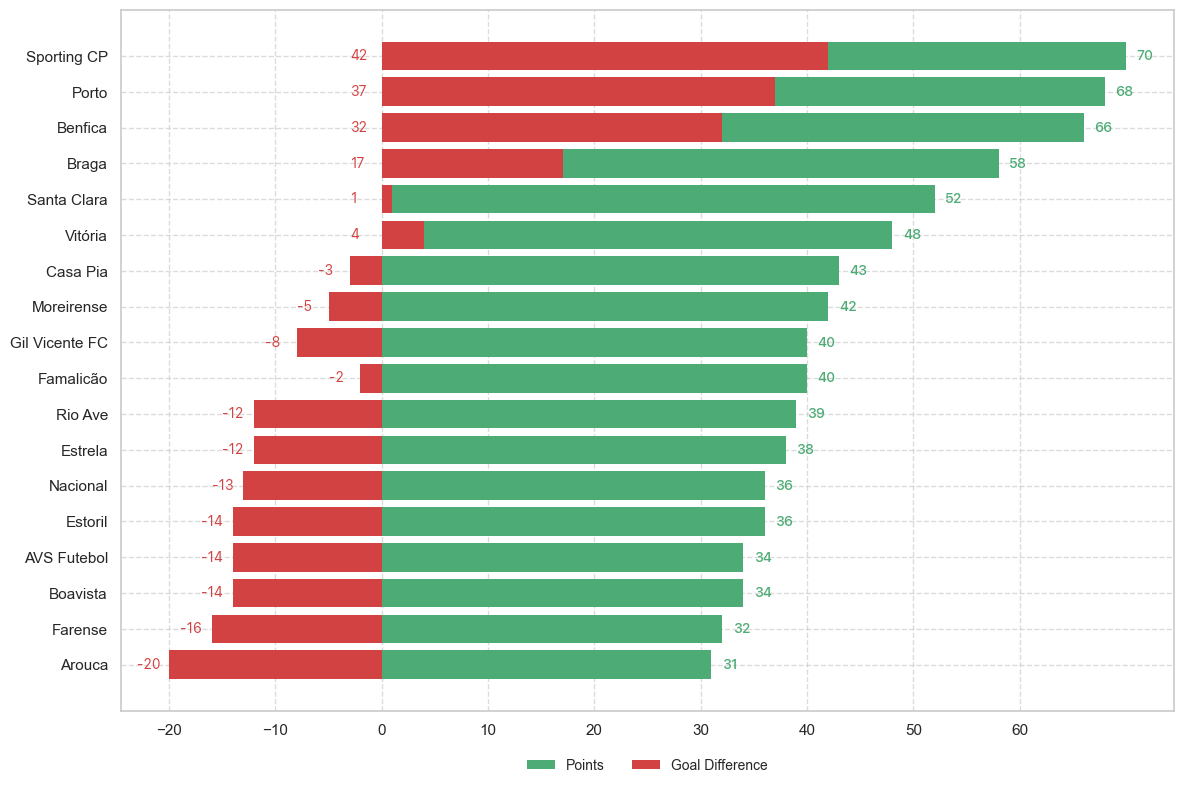 Sporting CP 42 70
Porto 37 68
Benfica 32 66
Braga 17 58
Santa Clara 1 52
Vitória 4 48
Casa Pia -3 43
Moreirense -5 42
Gil Vicente FC -8 40
Famalicão -2 40
Rio Ave -12 39
Estrela -12 38
Nacional -13 36
Estoril -14 36
AVS Futebol -14 34
Boavista -14 34
Farense -16 32
Arouca -20 31
−20 −10 0 10 20 30 40 50 60
Points Goal Difference